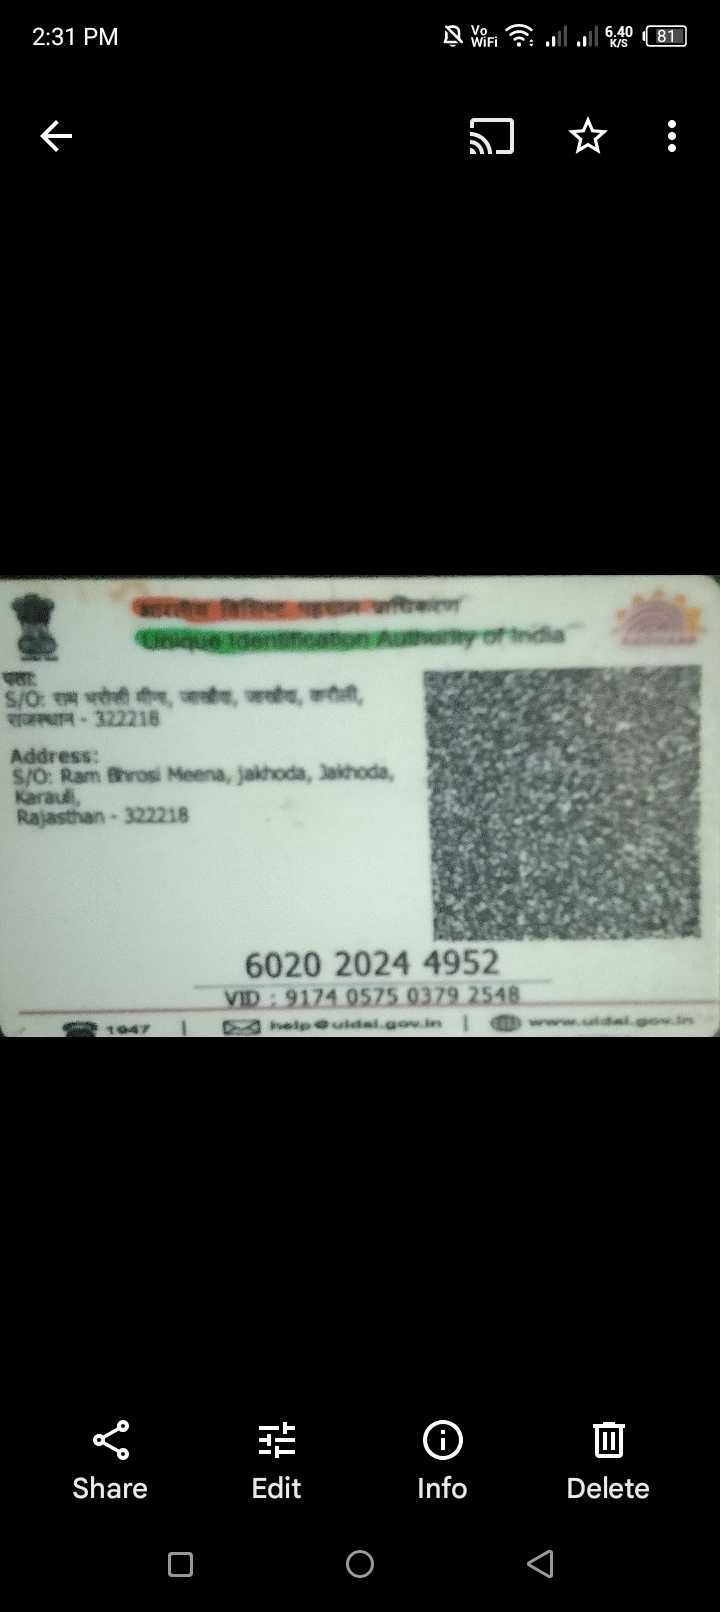 2:31 PM
Vo WiFi 6.40 K/S 81
भारतीय विशिष्ट पहचान प्राधिकरण
Unique Identification Authority of India
पता:
S/O: राम भरोसी मीना, जाखौदा, जाखौदा, करौली,
राजस्थान - 322218
Address:
S/O: Ram Bhrosi Meena, jakhoda, Jakhoda,
Karauli,
Rajasthan - 322218
6020 2024 4952
VID : 9174 0575 0379 2548
1947 | help@uidai.gov.in | www.uidai.gov.in
Share Edit Info Delete